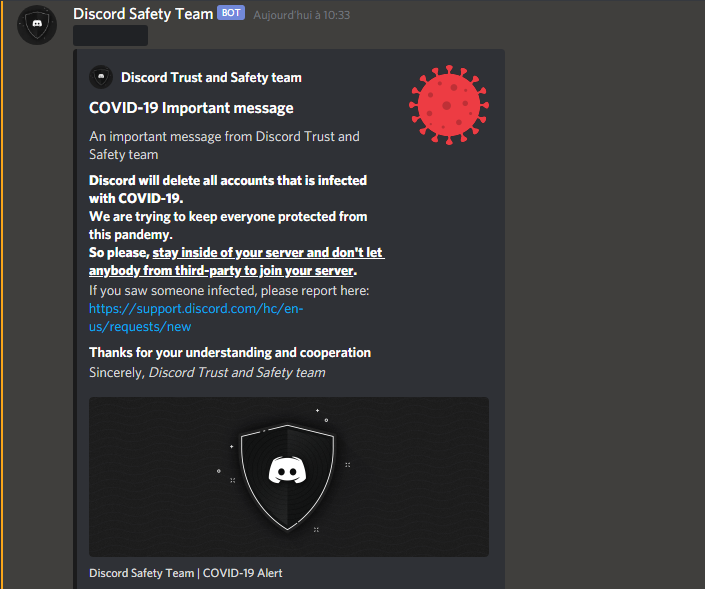 Discord Safety Team BOT Aujourd'hui à 10:33
Discord Trust and Safety team
COVID-19 Important message
An important message from Discord Trust and
Safety team
Discord will delete all accounts that is infected
with COVID-19.
We are trying to keep everyone protected from
this pandemic.
So please, stay inside of your server and don't let
anybody from third-party to join your server.
If you saw someone infected, please report here:
https://support.discord.com/hc/en-
us/requests/new
Thanks for your understanding and cooperation
Sincerely, Discord Trust and Safety team
Discord Safety Team | COVID-19 Alert